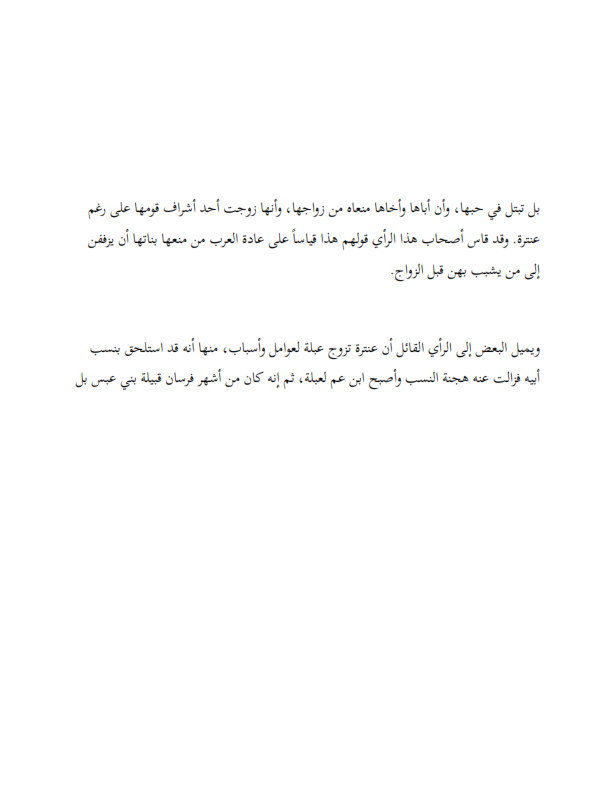 بل تبتل في حبها، وأن أباها وأخاها منعاه من زواجها، وأنها زوجت أحد أشراف قومها على رغم
عنترة. وقد قاس أصحاب هذا الرأي قولهم هذا قياساً على عادة العرب من منعها بناتها أن يزففن
إلى من يشبب بهن قبل الزواج.
ويميل البعض إلى الرأي القائل أن عنترة تزوج عبلة لعوامل وأسباب، منها أنه قد استلحق بنسب
أبيه فزالت عنه هجنة النسب وأصبح ابن عم لعبلة، ثم إنه كان من أشهر فرسان قبيلة بني عبس بل